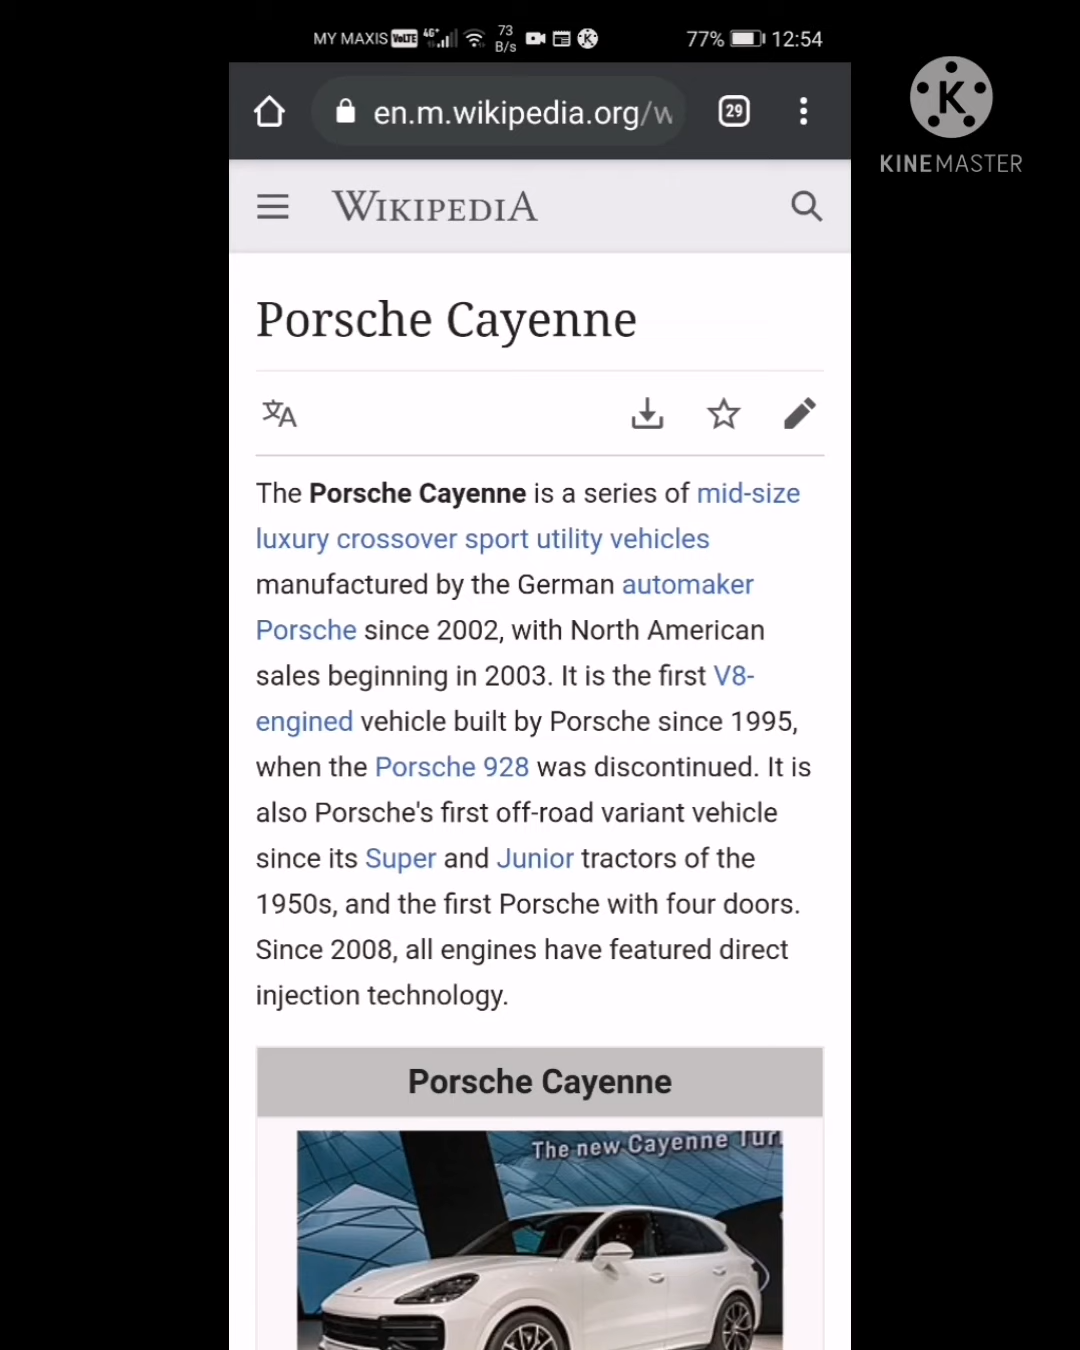 MY MAXIS VoLTE 4G+ 73 B/s K 77% 12:54
en.m.wikipedia.org/w 29
K
KINEMASTER
WIKIPEDIA
Porsche Cayenne
文A
The Porsche Cayenne is a series of mid-size
luxury crossover sport utility vehicles
manufactured by the German automaker
Porsche since 2002, with North American
sales beginning in 2003. It is the first V8-
engined vehicle built by Porsche since 1995,
when the Porsche 928 was discontinued. It is
also Porsche's first off-road variant vehicle
since its Super and Junior tractors of the
1950s, and the first Porsche with four doors.
Since 2008, all engines have featured direct
injection technology.
Porsche Cayenne
The new Cayenne Tur